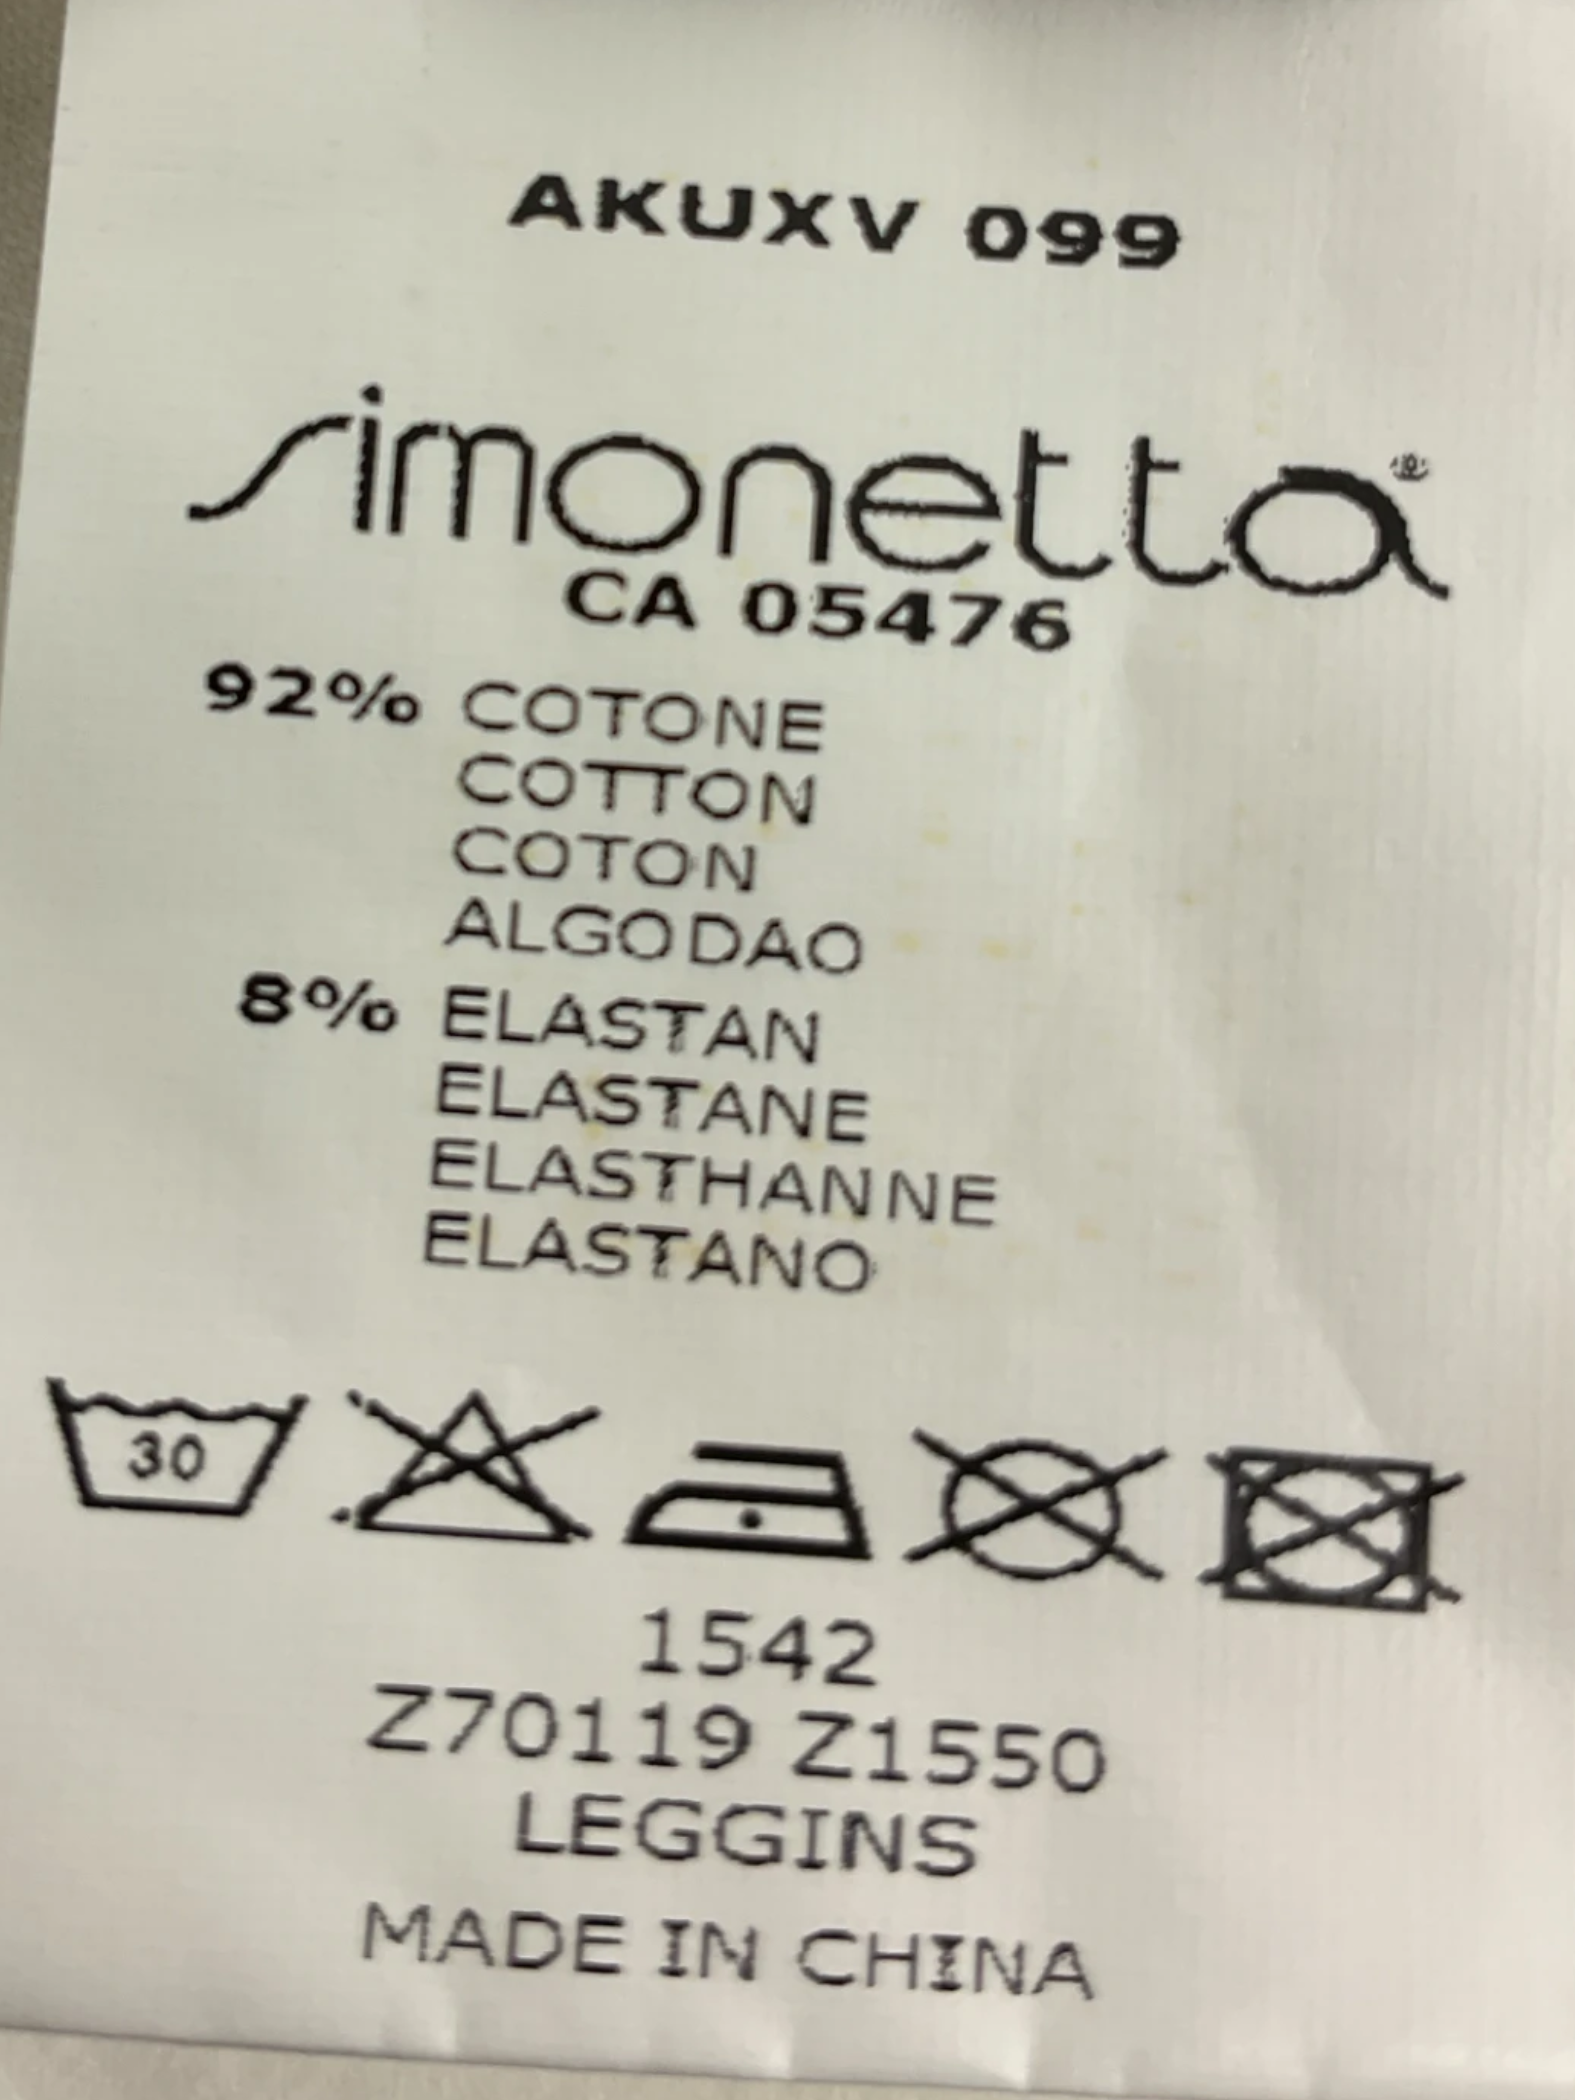 AKUXV 099
simonetta®
CA 05476
92% COTONE
COTTON
COTON
ALGODAO
8% ELASTAN
ELASTANE
ELASTHANNE
ELASTANO
30
1542
Z70119 Z1550
LEGGINS
MADE IN CHINA